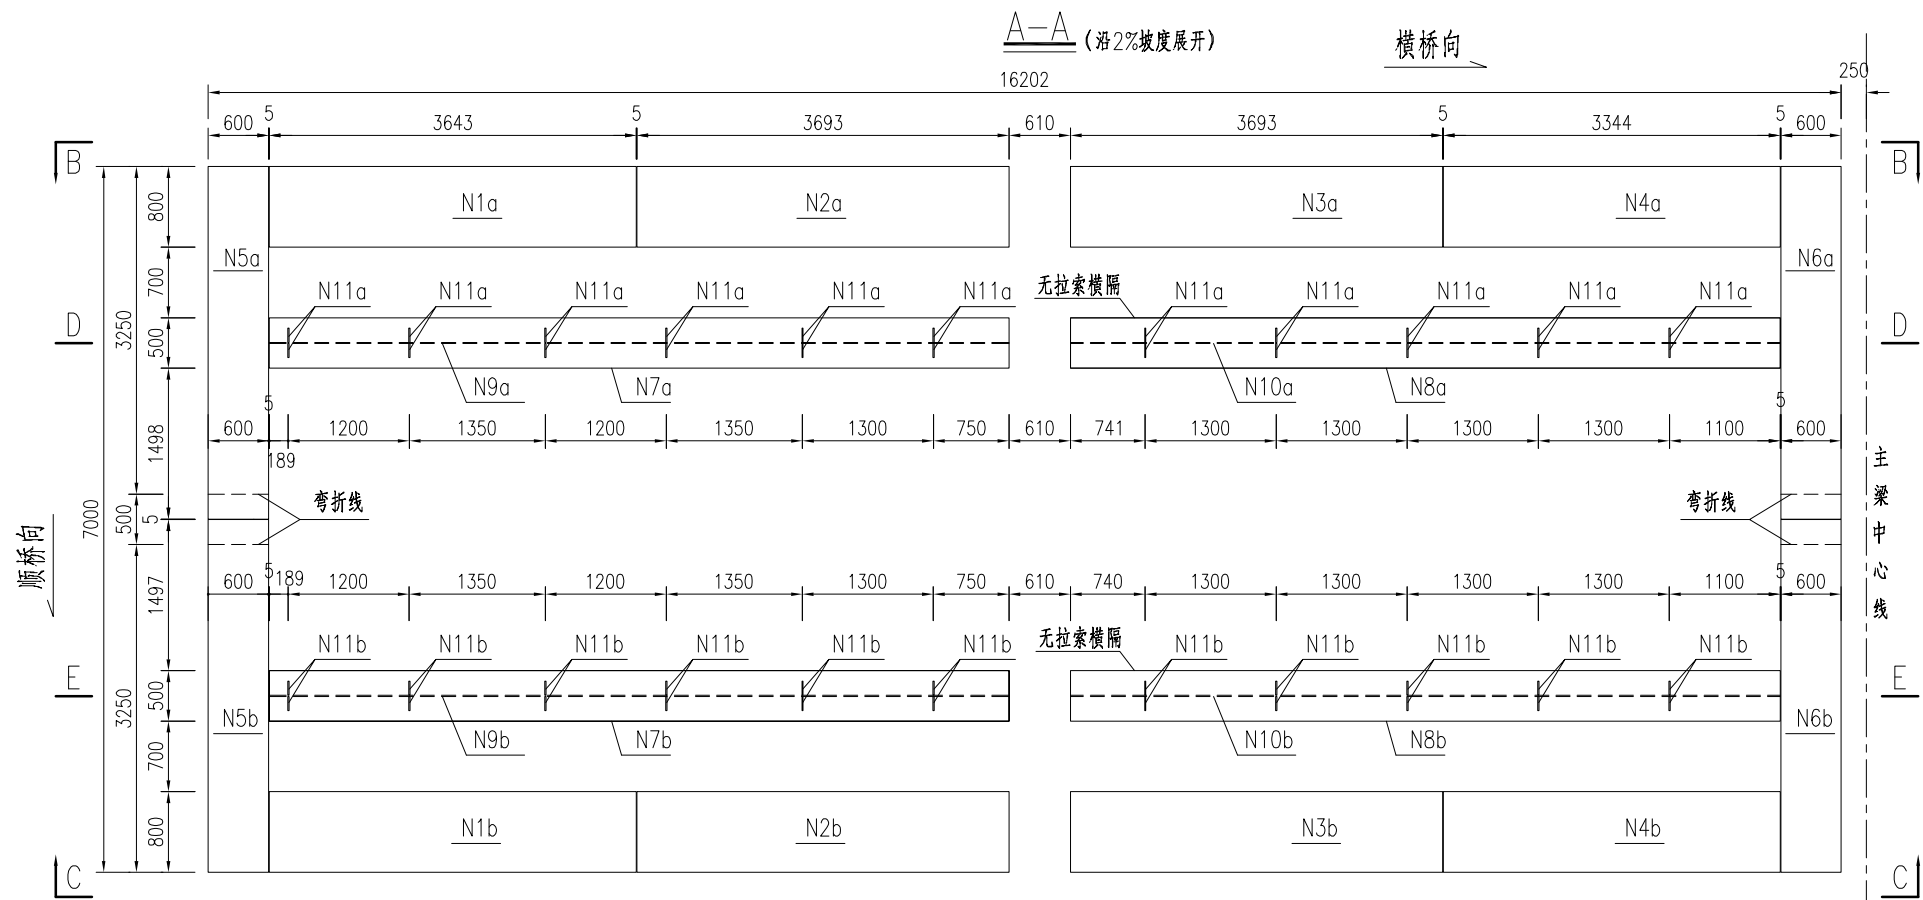 A-A (沿2%坡度展开)
横桥向
16202
250
600 5 3643 5 3693 610 3693 5 3344 5 600
B B
N1a N2a N3a N4a
N5a N6a
800
700
无拉索横隔
N11a N11a N11a N11a N11a N11a N11a N11a N11a N11a N11a
D D
3250
500
N9a N7a N10a N8a
5 5
600 1200 1350 1200 1350 1300 750 610 741 1300 1300 1300 1300 1100 600
189
1498
主梁中心线
弯折线 弯折线
7000
500
5
顺桥向
600 5 189 1200 1350 1200 1350 1300 750 610 740 1300 1300 1300 1300 1100 5 600
1497
无拉索横隔
N11b N11b N11b N11b N11b N11b N11b N11b N11b N11b N11b
E E
3250
500
N5b N6b
N9b N7b N10b N8b
700
N1b N2b N3b N4b
800
C C